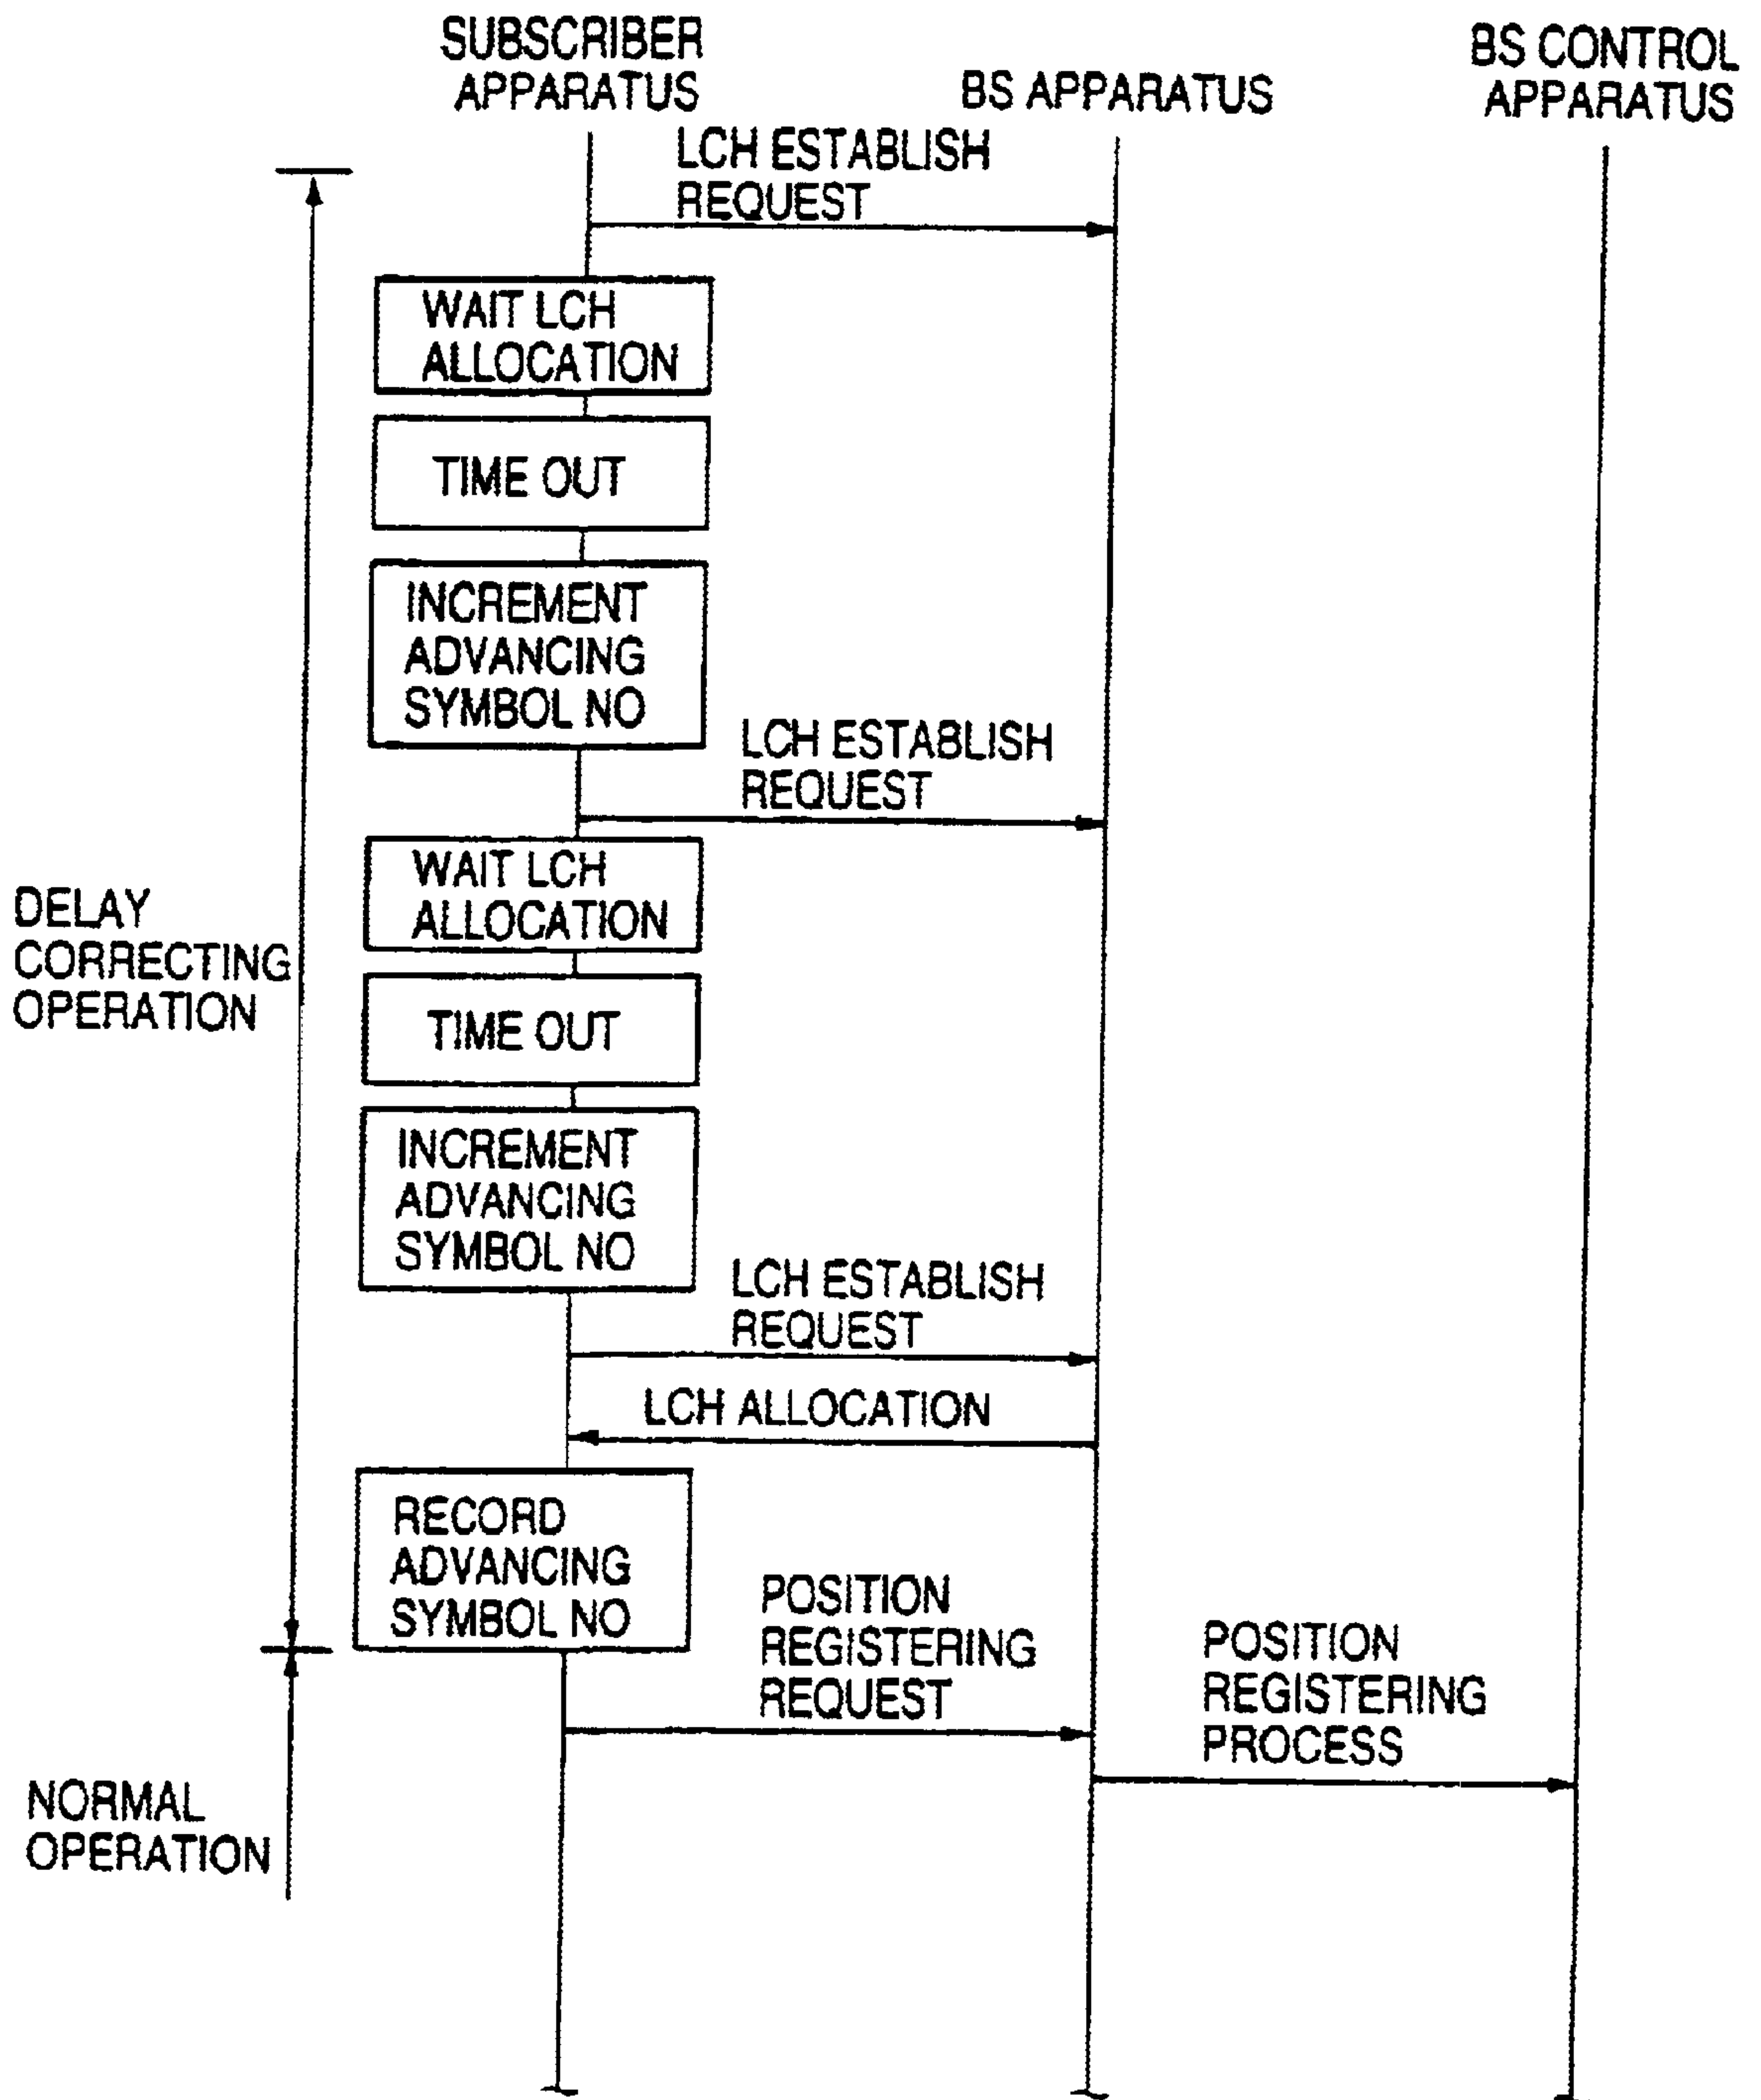 SUBSCRIBER
APPARATUS
BS APPARATUS
BS CONTROL
APPARATUS
LCH ESTABLISH
REQUEST
WAIT LCH
ALLOCATION
TIME OUT
INCREMENT
ADVANCING
SYMBOL NO
LCH ESTABLISH
REQUEST
WAIT LCH
ALLOCATION
DELAY
CORRECTING
OPERATION
TIME OUT
INCREMENT
ADVANCING
SYMBOL NO
LCH ESTABLISH
REQUEST
LCH ALLOCATION
RECORD
ADVANCING
SYMBOL NO
POSITION
REGISTERING
REQUEST
POSITION
REGISTERING
PROCESS
NORMAL
OPERATION